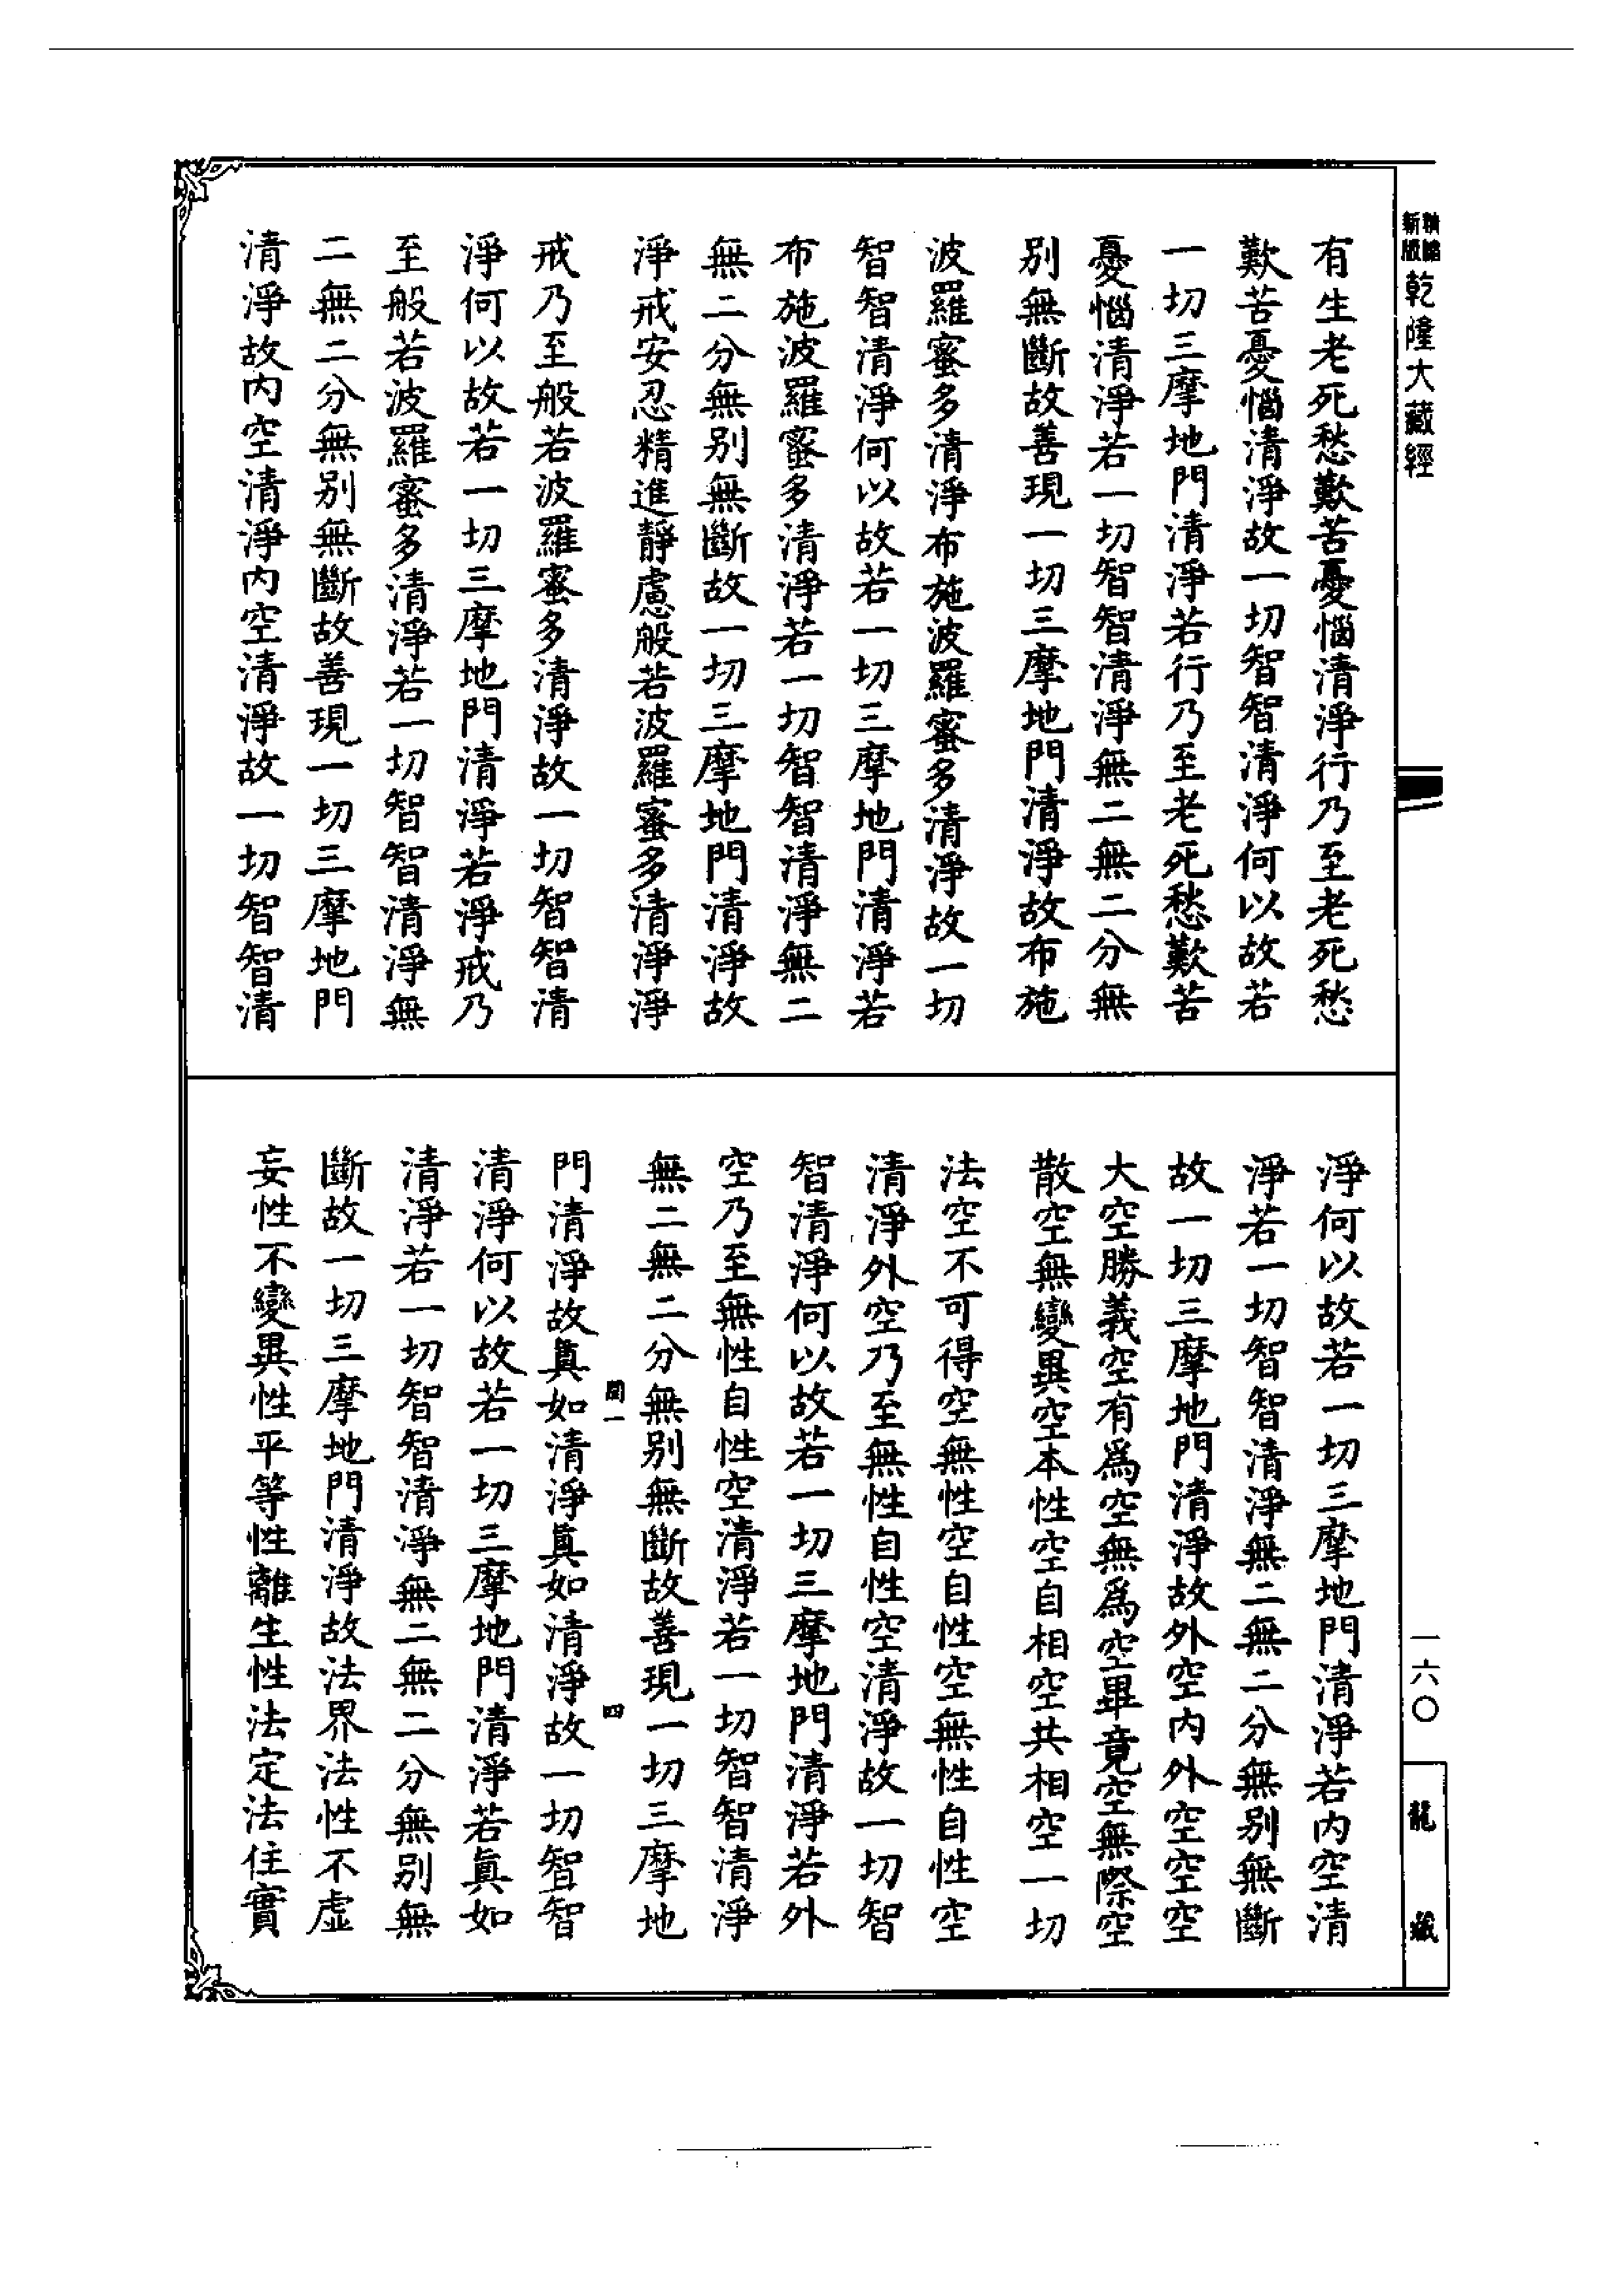 新版
精縮
乾隆大藏經
一六〇
龍藏
有生老死愁歎苦憂惱清淨行乃至老死愁
歎苦憂惱清淨故一切智智清淨何以故若
一切三摩地門清淨若行乃至老死愁歎苦
憂惱清淨若一切智智清淨無二無二分無
別無斷故善現一切三摩地門清淨故布施
波羅蜜多清淨布施波羅蜜多清淨故一切
智智清淨何以故若一切三摩地門清淨若
布施波羅蜜多清淨若一切智智清淨無二
無二分無別無斷故一切三摩地門清淨故
淨戒安忍精進靜慮般若波羅蜜多清淨淨
戒乃至般若波羅蜜多清淨故一切智智清
淨何以故若一切三摩地門清淨若淨戒乃
至般若波羅蜜多清淨若一切智智清淨無
二無二分無別無斷故善現一切三摩地門
清淨故內空清淨內空清淨故一切智智清
淨何以故若一切三摩地門清淨若內空清
淨若一切智智清淨無二無二分無別無斷
故一切三摩地門清淨故外空內外空空空
大空勝義空有為空無為空畢竟空無際空
散空無變異空本性空自相空共相空一切
法空不可得空無性空自性空無性自性空
清淨外空乃至無性自性空清淨故一切智
智清淨何以故若一切三摩地門清淨若外
空乃至無性自性空清淨若一切智智清淨
無二無二分無別無斷故善現一切三摩地
門清淨故真如清淨真如清淨故一切智智
清淨何以故若一切三摩地門清淨若真如
清淨若一切智智清淨無二無二分無別無
斷故一切三摩地門清淨故法界法性不虛
妄性不變異性平等性離生性法定法住實
四